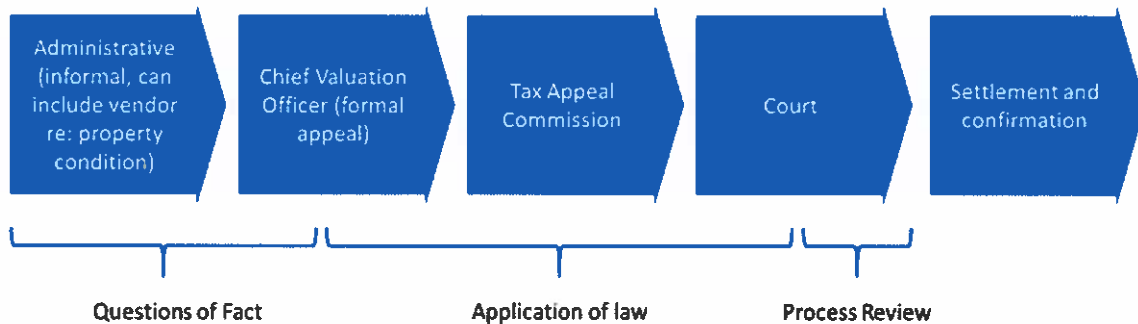 Administrative
(informal, can
include vendor
re: property
condition)
Chief Valuation
Officer (formal
appeal)
Tax Appeal
Commission
Court
Settlement and
confirmation
Questions of Fact
Application of law
Process Review